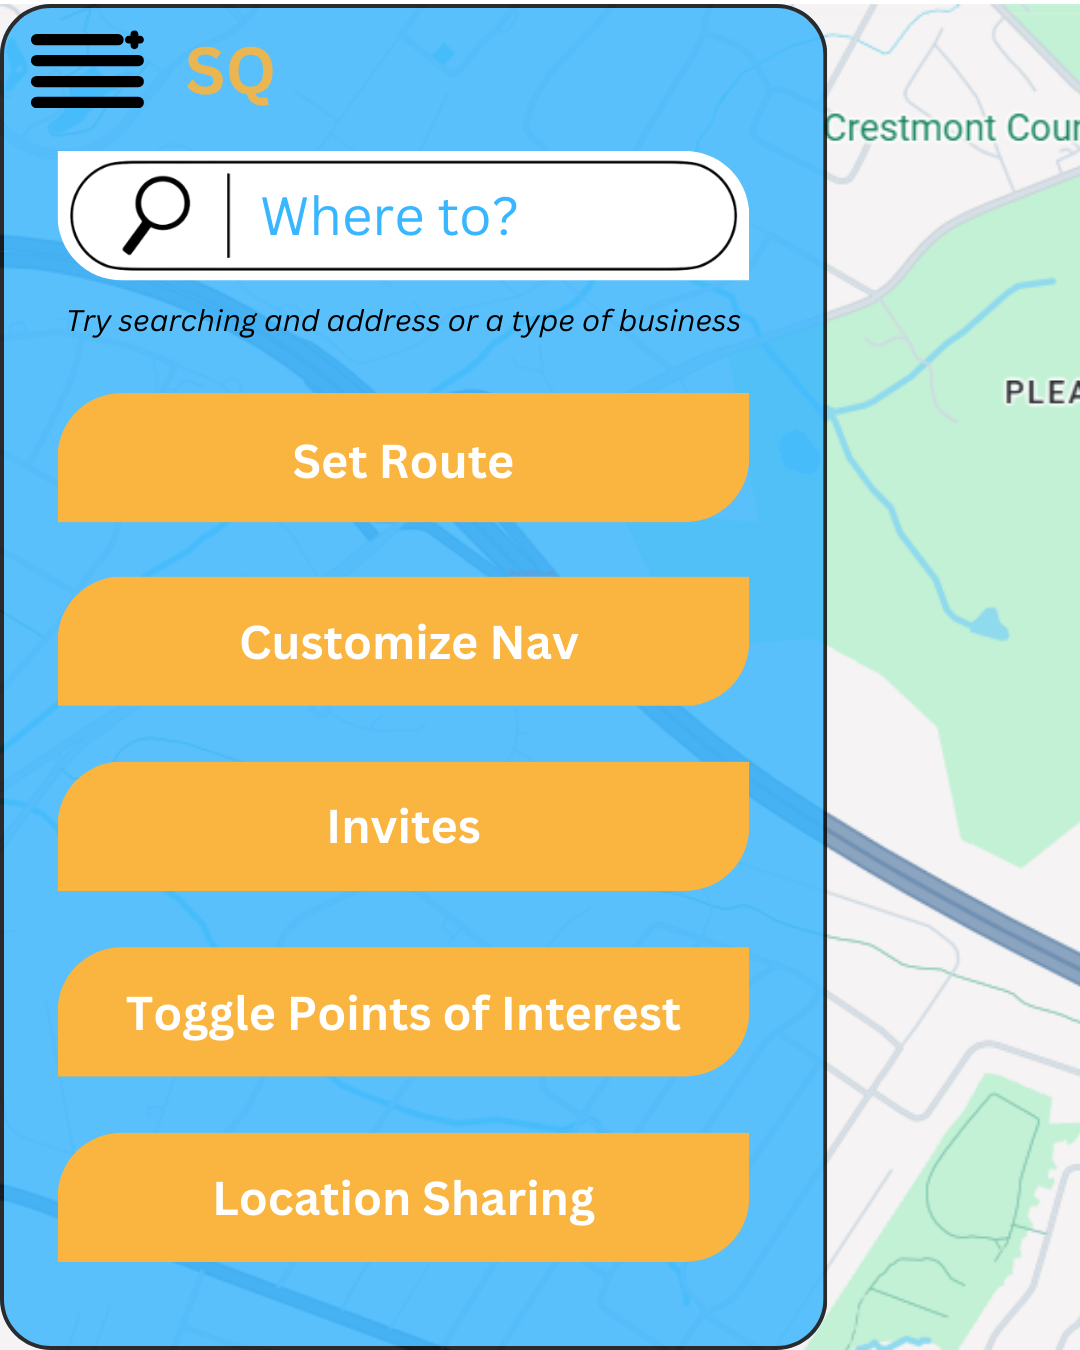 SQ
Crestmont Cour
Where to?
Try searching and address or a type of business
PLEA
Set Route
Customize Nav
Invites
Toggle Points of Interest
Location Sharing